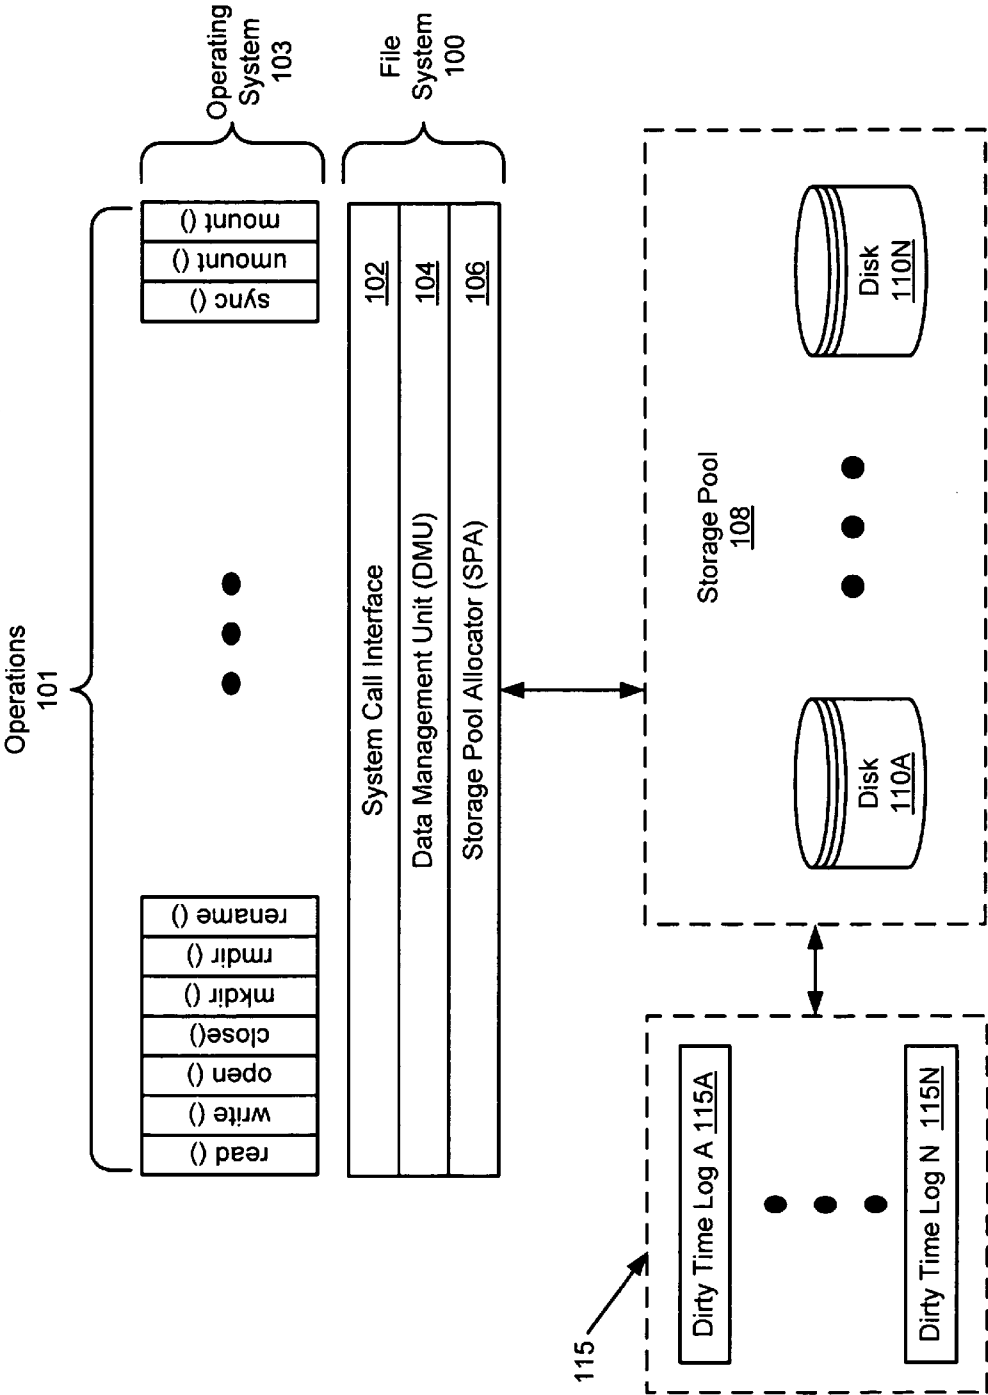 Operations
101
read ()
write ()
open ()
close()
mkdir ()
rmdir ()
rename ()
sync ()
umount ()
mount ()
Operating
System
103
System Call Interface 102
Data Management Unit (DMU) 104
Storage Pool Allocator (SPA) 106
File
System
100
115
Dirty Time Log A 115A
Dirty Time Log N 115N
Storage Pool
108
Disk
110A
Disk
110N